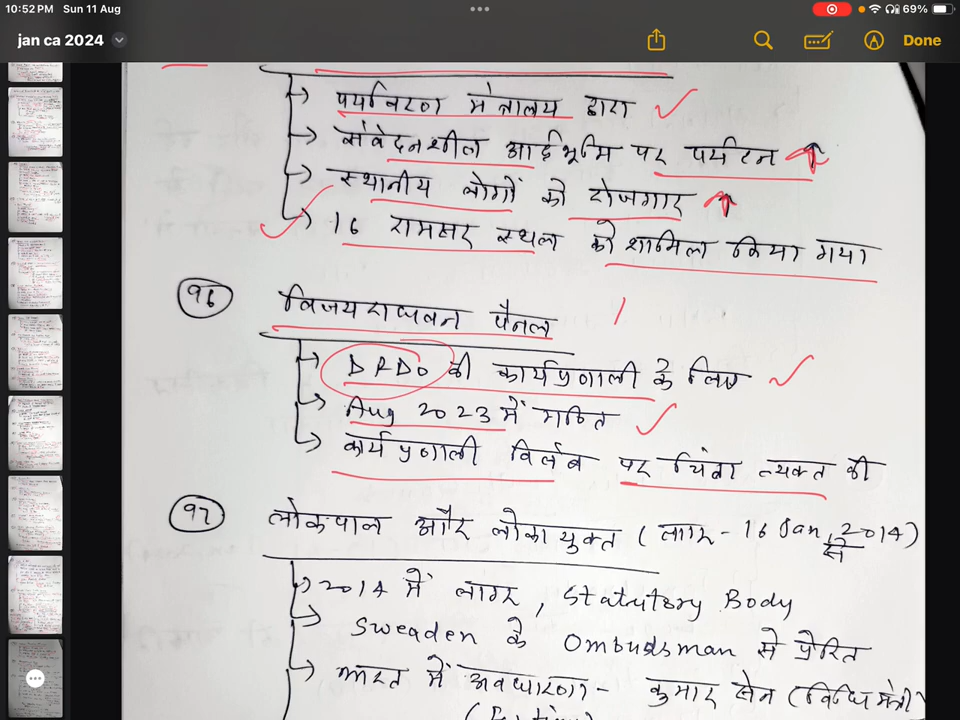 10:52 PM Sun 11 Aug
69%
jan ca 2024
Done
पर्यावरण मंत्रालय द्वारा
संवेदनशील आर्द्रभूमि पर पर्यटन ↑
स्थानीय लोगों को रोजगार ↑
16 रामसर स्थल को शामिल किया गया
96 विजयराघवन पैनल
DRDO की कार्यप्रणाली के लिए
Aug 2023 में गठित
कार्यप्रणाली विलंब पर चिंता व्यक्त की
97 लोकपाल और लोकायुक्त (लागू - 16 Jan, 2014) से
2014 में लागू, Statutory Body
Sweaden के Ombudsman से प्रेरित
भारत में अवधारणा - कुमार सेन (विधि मंत्री)